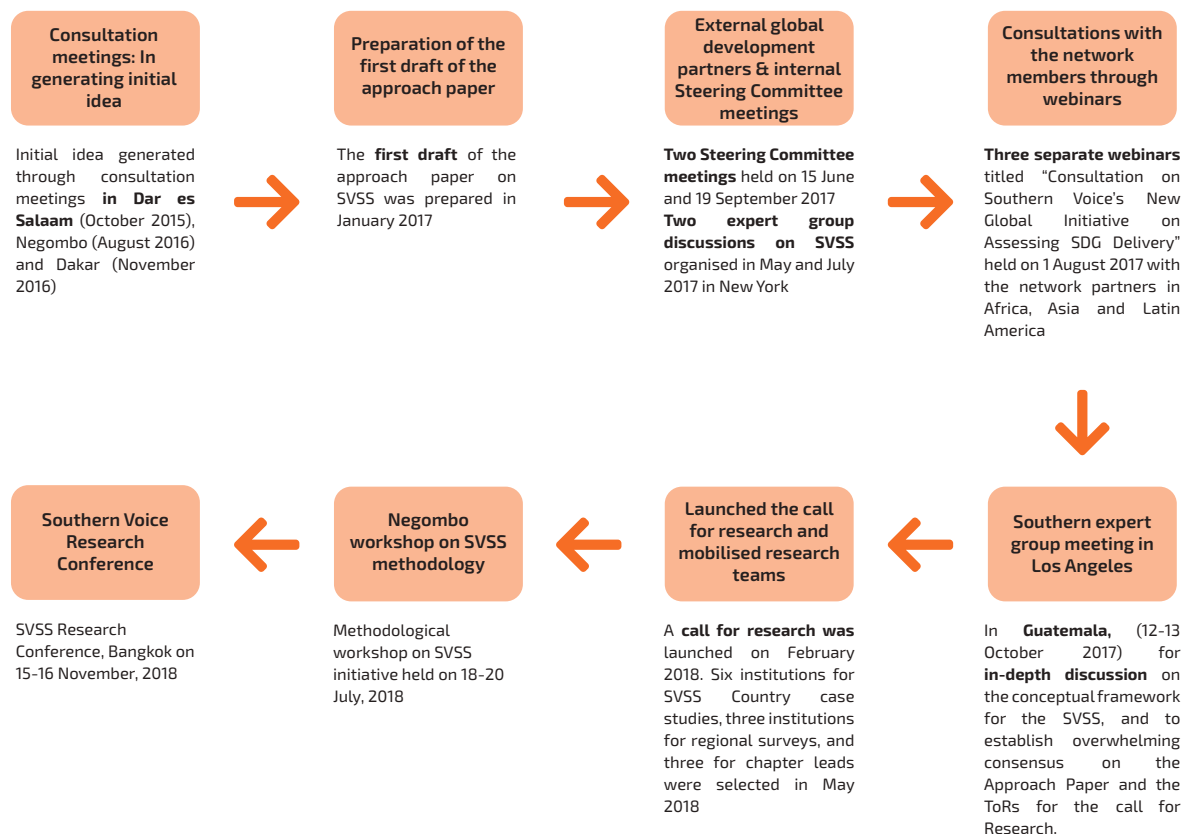 Consultation
meetings: In
generating initial
idea
Initial idea generated
through consultation
meetings in Dar es
Salaam (October 2015),
Negombo (August 2016)
and Dakar (November
2016)
Preparation of the
first draft of the
approach paper
The first draft of the
approach paper on
SVSS was prepared in
January 2017
External global
development
partners & internal
Steering Committee
meetings
Two Steering Committee
meetings held on 15 June
and 19 September 2017
Two expert group
discussions on SVSS
organised in May and July
2017 in New York
Consultations with
the network
members through
webinars
Three separate webinars
titled “Consultation on
Southern Voice’s New
Global Initiative on
Assessing SDG Delivery”
held on 1 August 2017 with
the network partners in
Africa, Asia and Latin
America
Southern expert
group meeting in
Los Angeles
In Guatemala, (12-13
October 2017) for
in-depth discussion on
the conceptual framework
for the SVSS, and to
establish overwhelming
consensus on the
Approach Paper and the
ToRs for the call for
Research.
Launched the call
for research and
mobilised research
teams
A call for research was
launched on February
2018. Six institutions for
SVSS Country case
studies, three institutions
for regional surveys, and
three for chapter leads
were selected in May
2018
Negombo
workshop on SVSS
methodology
Methodological
workshop on SVSS
initiative held on 18-20
July, 2018
Southern Voice
Research
Conference
SVSS Research
Conference, Bangkok on
15-16 November, 2018